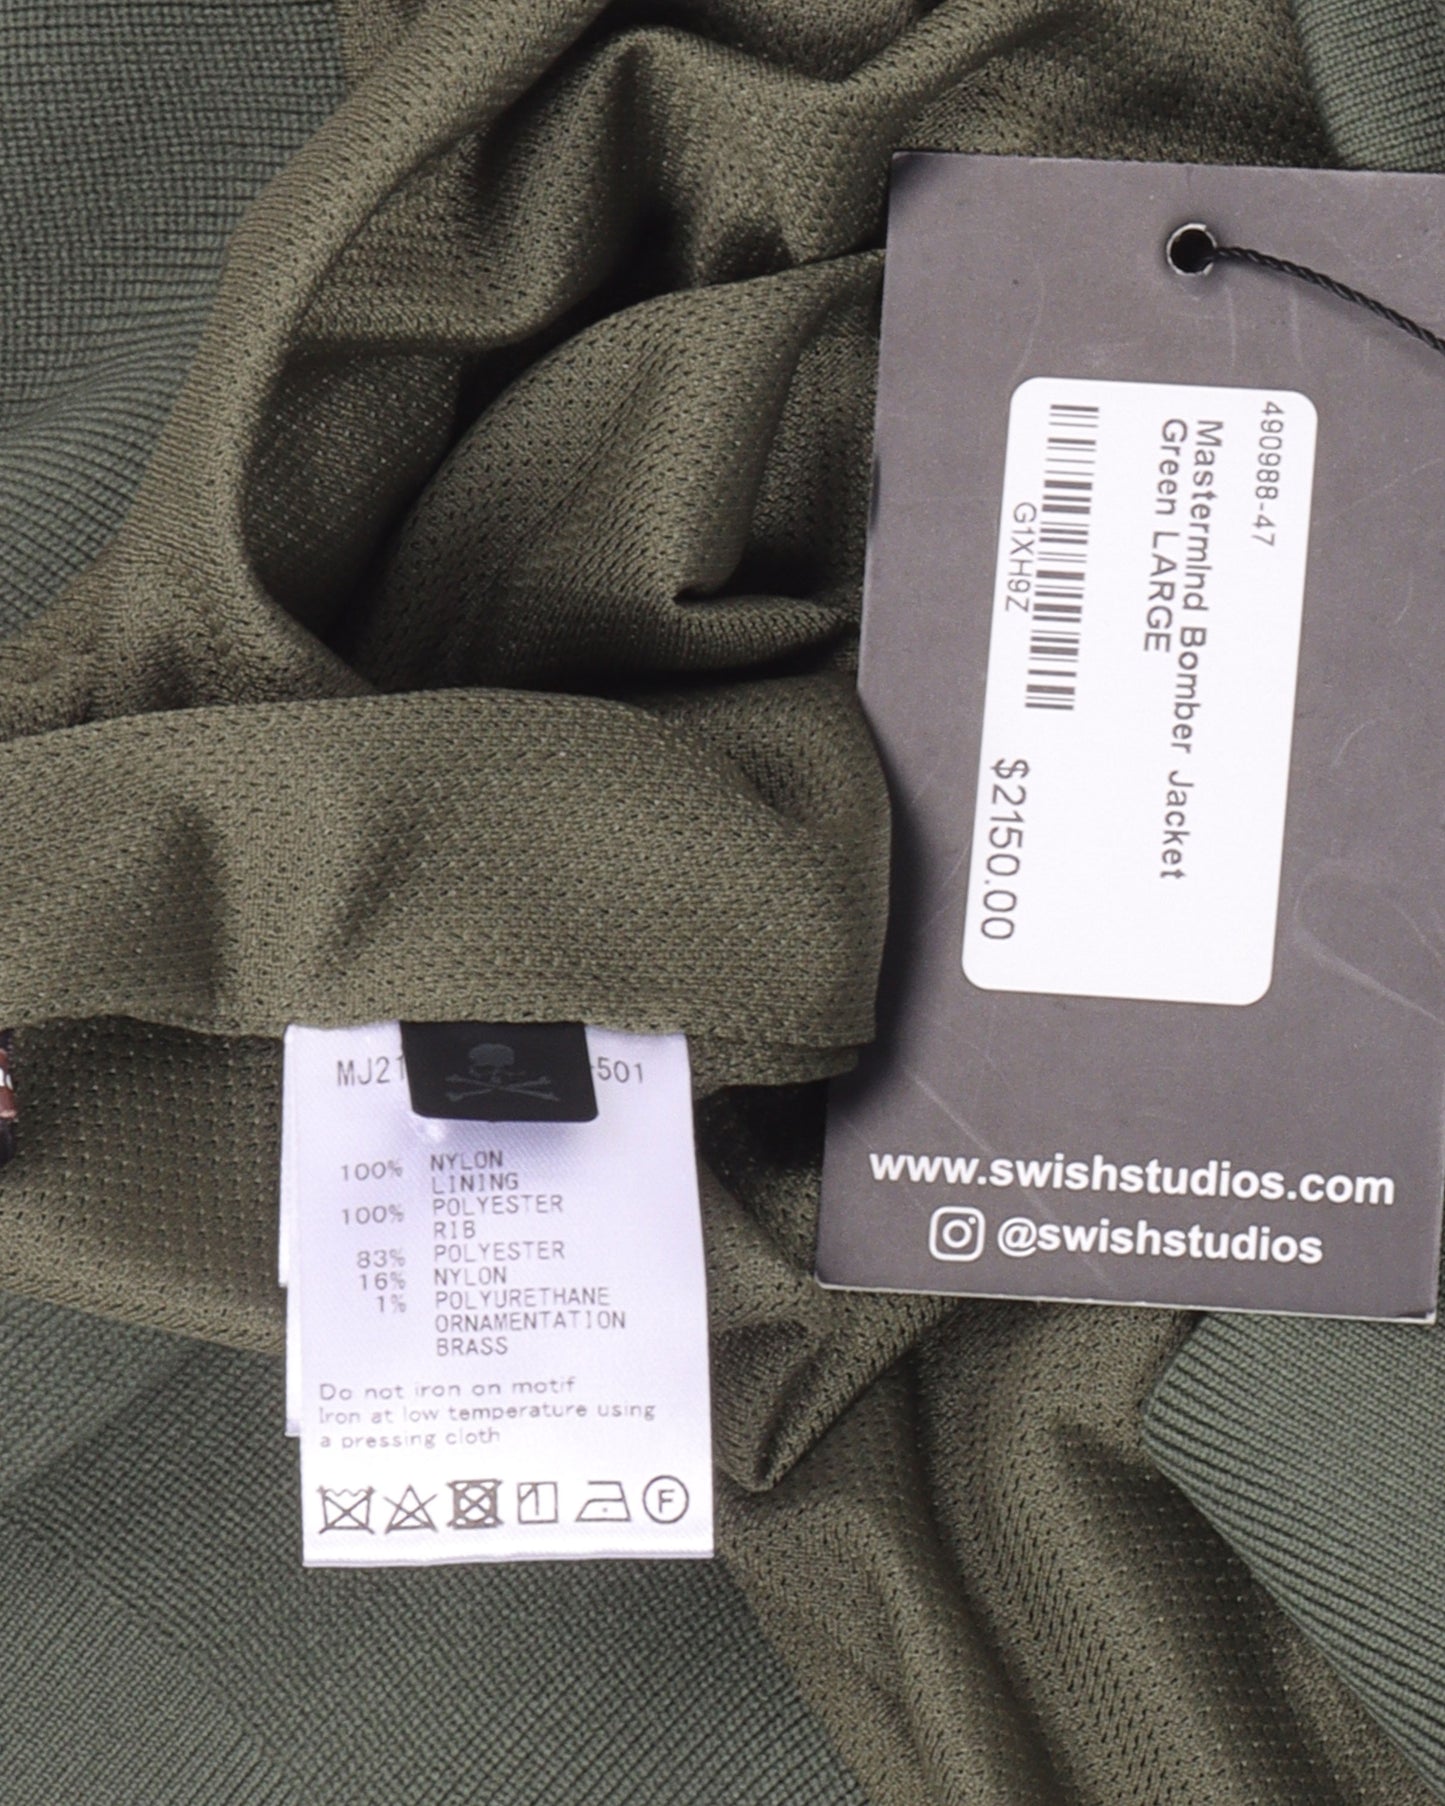 490988-47
MastermInd Bomber Jacket
Green LARGE
G1XH9Z
$2150.00
www.swishstudios.com
@swishstudios
MJ21
-501
100% NYLON
LINING
100% POLYESTER
RIB
83% POLYESTER
16% NYLON
1% POLYURETHANE
ORNAMENTATION
BRASS
Do not iron on motif
Iron at low temperature using
a pressing cloth
F